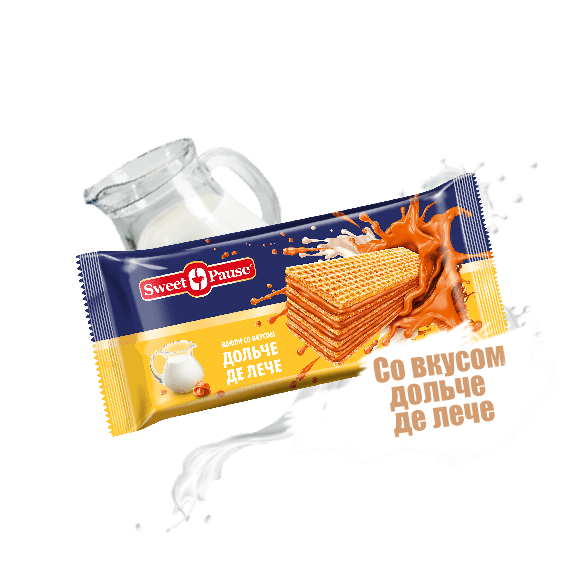 Sweet Pause
ВАФЛИ СО ВКУСОМ
ДОЛЬЧЕ
ДЕ ЛЕЧЕ
Со вкусом
дольче
де лече